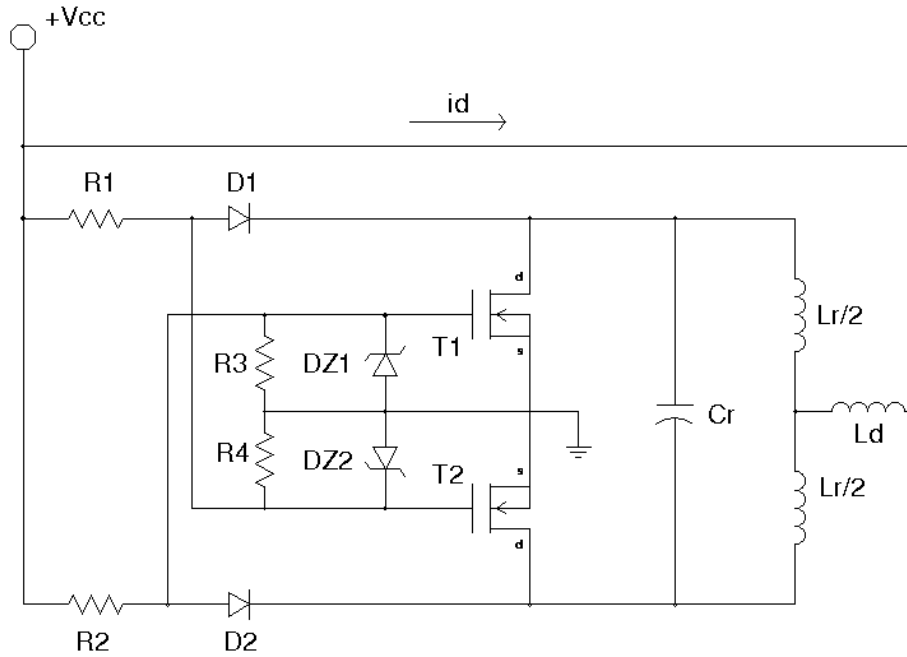 +Vcc
id
R1
D1
d
T1
s
R3
DZ1
Lr/2
Cr
Ld
R4
DZ2
T2
s
d
Lr/2
R2
D2